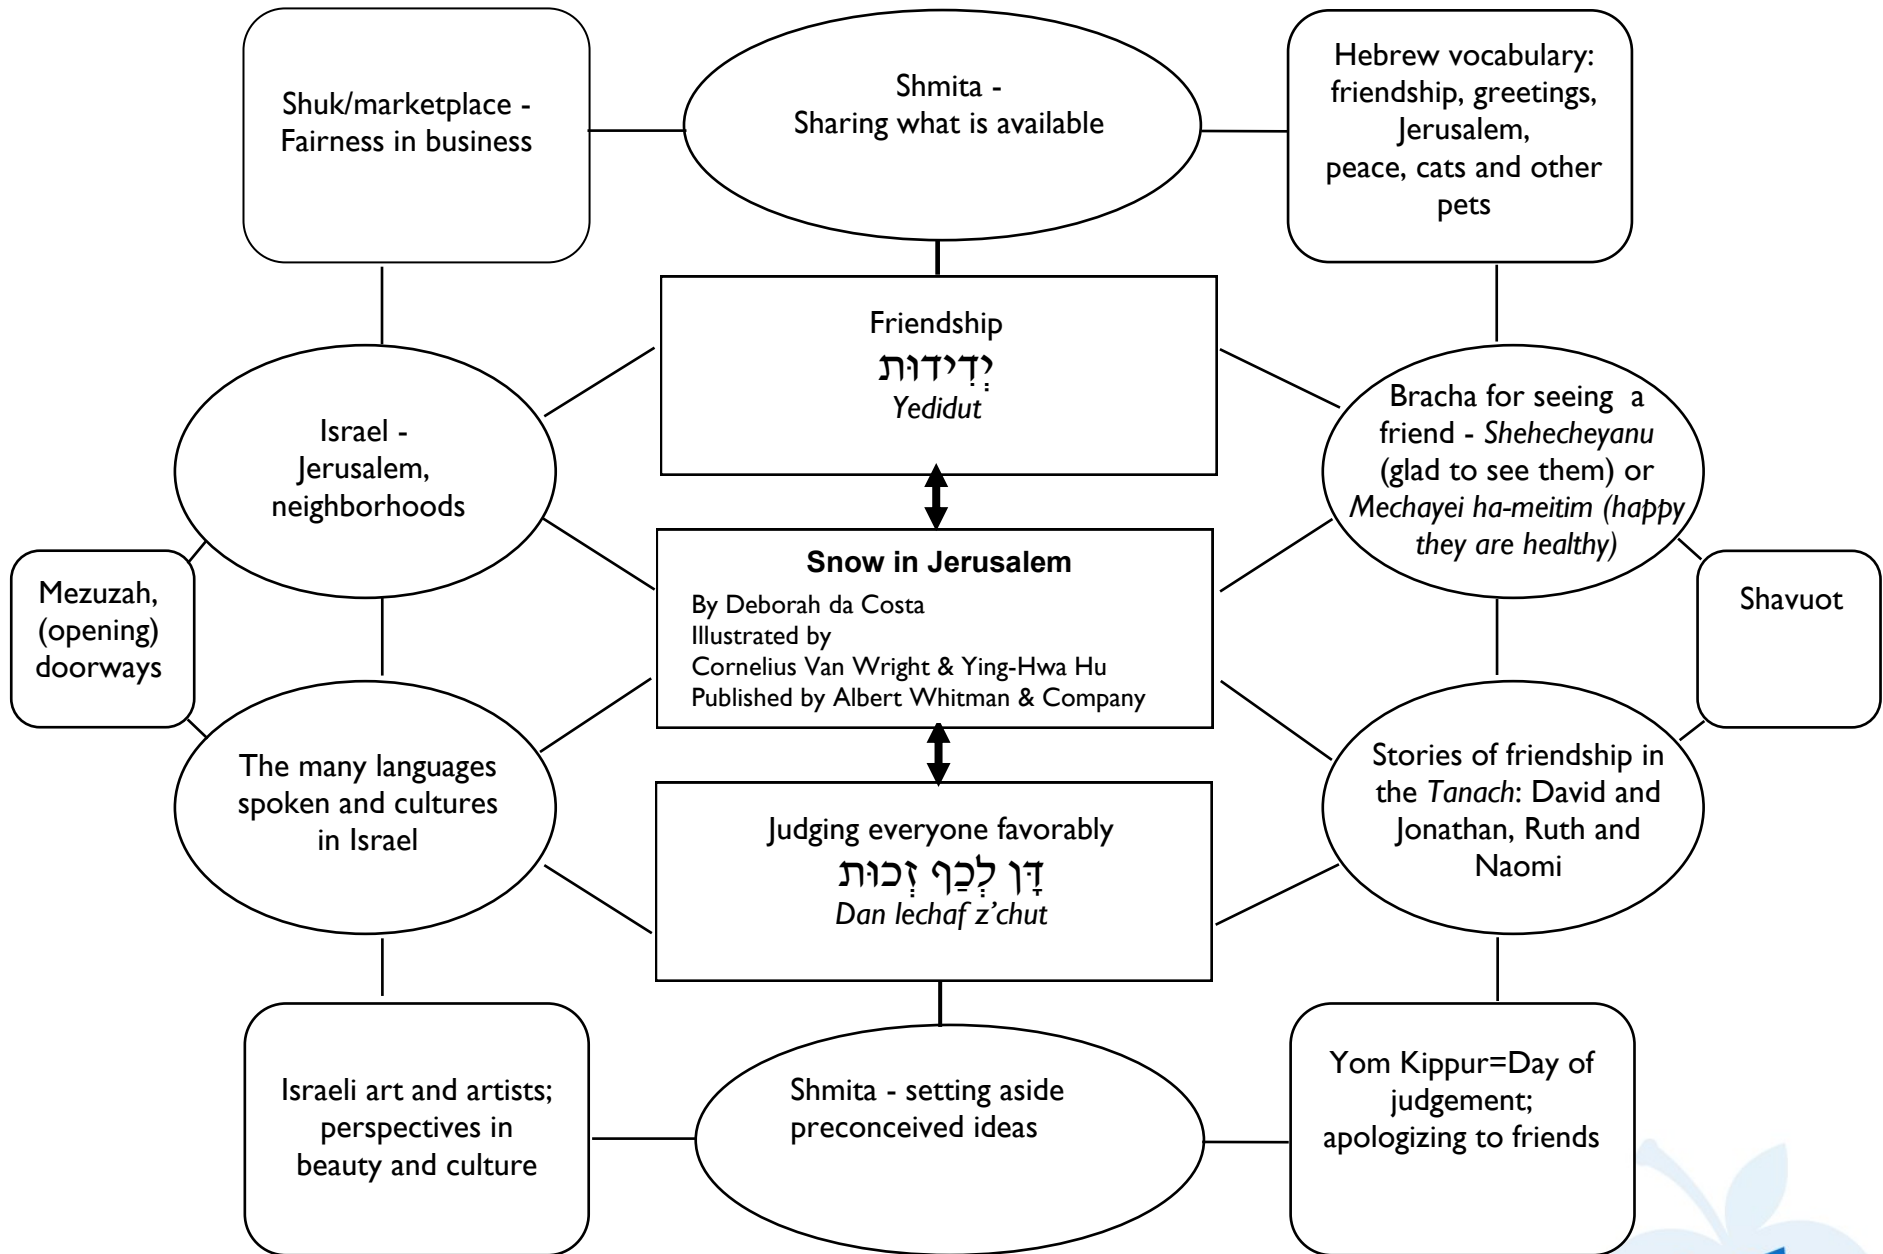 Shuk/marketplace -
Fairness in business
Shmita -
Sharing what is available
Hebrew vocabulary:
friendship, greetings,
Jerusalem,
peace, cats and other
pets
Friendship
יְדִידוּת
Yedidut
Israel -
Jerusalem,
neighborhoods
Bracha for seeing a
friend - Shehecheyanu
(glad to see them) or
Mechayei ha-meitim (happy
they are healthy)
Mezuzah,
(opening)
doorways
Snow in Jerusalem
By Deborah da Costa
Illustrated by
Cornelius Van Wright & Ying-Hwa Hu
Published by Albert Whitman & Company
Shavuot
The many languages
spoken and cultures
in Israel
Judging everyone favorably
דָּן לְכַף זְכוּת
Dan lechaf z’chut
Stories of friendship in
the Tanach: David and
Jonathan, Ruth and
Naomi
Israeli art and artists;
perspectives in
beauty and culture
Shmita - setting aside
preconceived ideas
Yom Kippur=Day of
judgement;
apologizing to friends